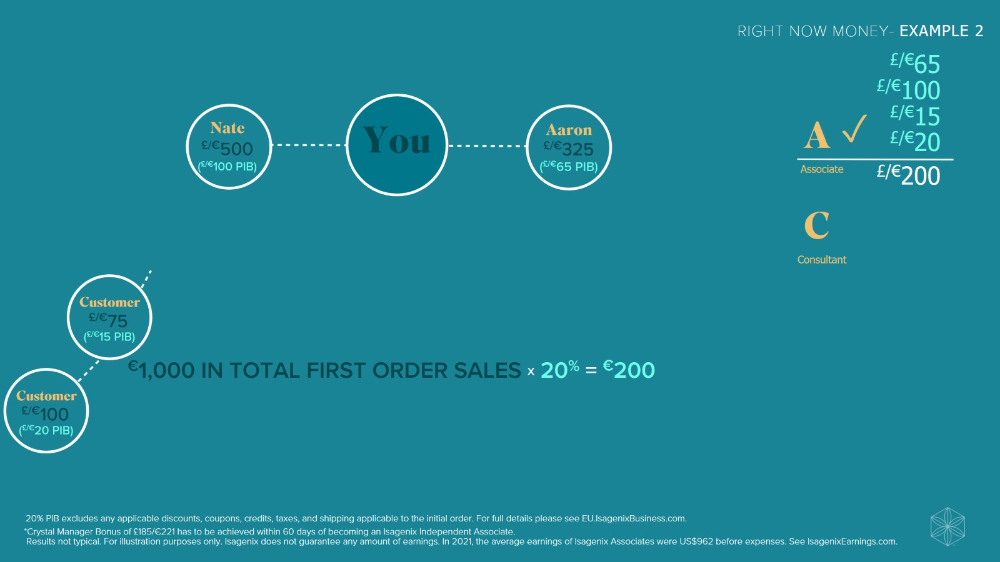 RIGHT NOW MONEY- EXAMPLE 2
£/€65
£/€100
£/€15
£/€20
£/€200
A ✓
Associate
C
Consultant
Nate
£/€500
(£/€100 PIB)
You
Aaron
£/€325
(£/€65 PIB)
Customer
£/€75
(£/€15 PIB)
Customer
£/€100
(£/€20 PIB)
€1,000 IN TOTAL FIRST ORDER SALES x 20% = €200
20% PIB excludes any applicable discounts, coupons, credits, taxes, and shipping applicable to the initial order. For full details please see EU.IsagenixBusiness.com.
*Crystal Manager Bonus of £185/€221 has to be achieved within 60 days of becoming an Isagenix Independent Associate.
Results not typical. For illustration purposes only. Isagenix does not guarantee any amount of earnings. In 2021, the average earnings of Isagenix Associates were US$962 before expenses. See IsagenixEarnings.com.